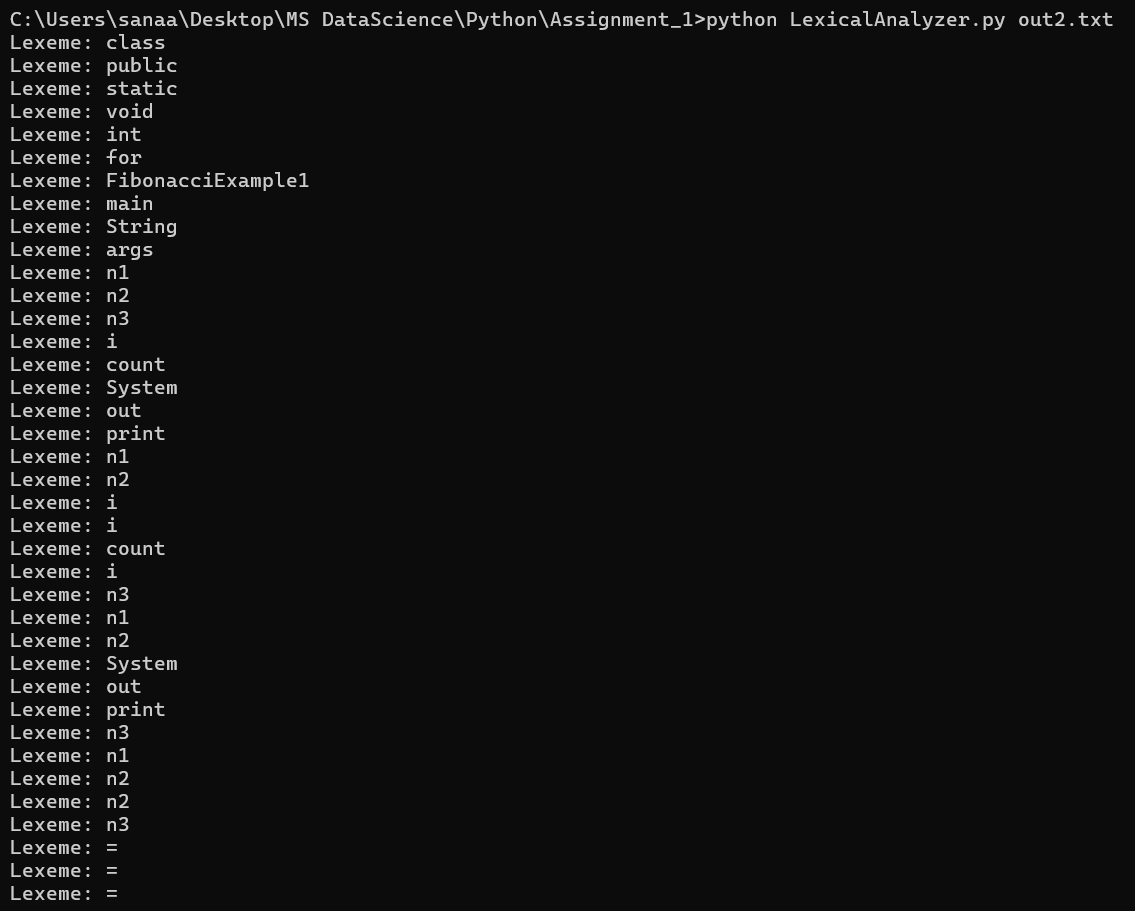 C:\Users\sanaa\Desktop\MS DataScience\Python\Assignment_1>python LexicalAnalyzer.py out2.txt
Lexeme: class
Lexeme: public
Lexeme: static
Lexeme: void
Lexeme: int
Lexeme: for
Lexeme: FibonacciExample1
Lexeme: main
Lexeme: String
Lexeme: args
Lexeme: n1
Lexeme: n2
Lexeme: n3
Lexeme: i
Lexeme: count
Lexeme: System
Lexeme: out
Lexeme: print
Lexeme: n1
Lexeme: n2
Lexeme: i
Lexeme: i
Lexeme: count
Lexeme: i
Lexeme: n3
Lexeme: n1
Lexeme: n2
Lexeme: System
Lexeme: out
Lexeme: print
Lexeme: n3
Lexeme: n1
Lexeme: n2
Lexeme: n2
Lexeme: n3
Lexeme: =
Lexeme: =
Lexeme: =